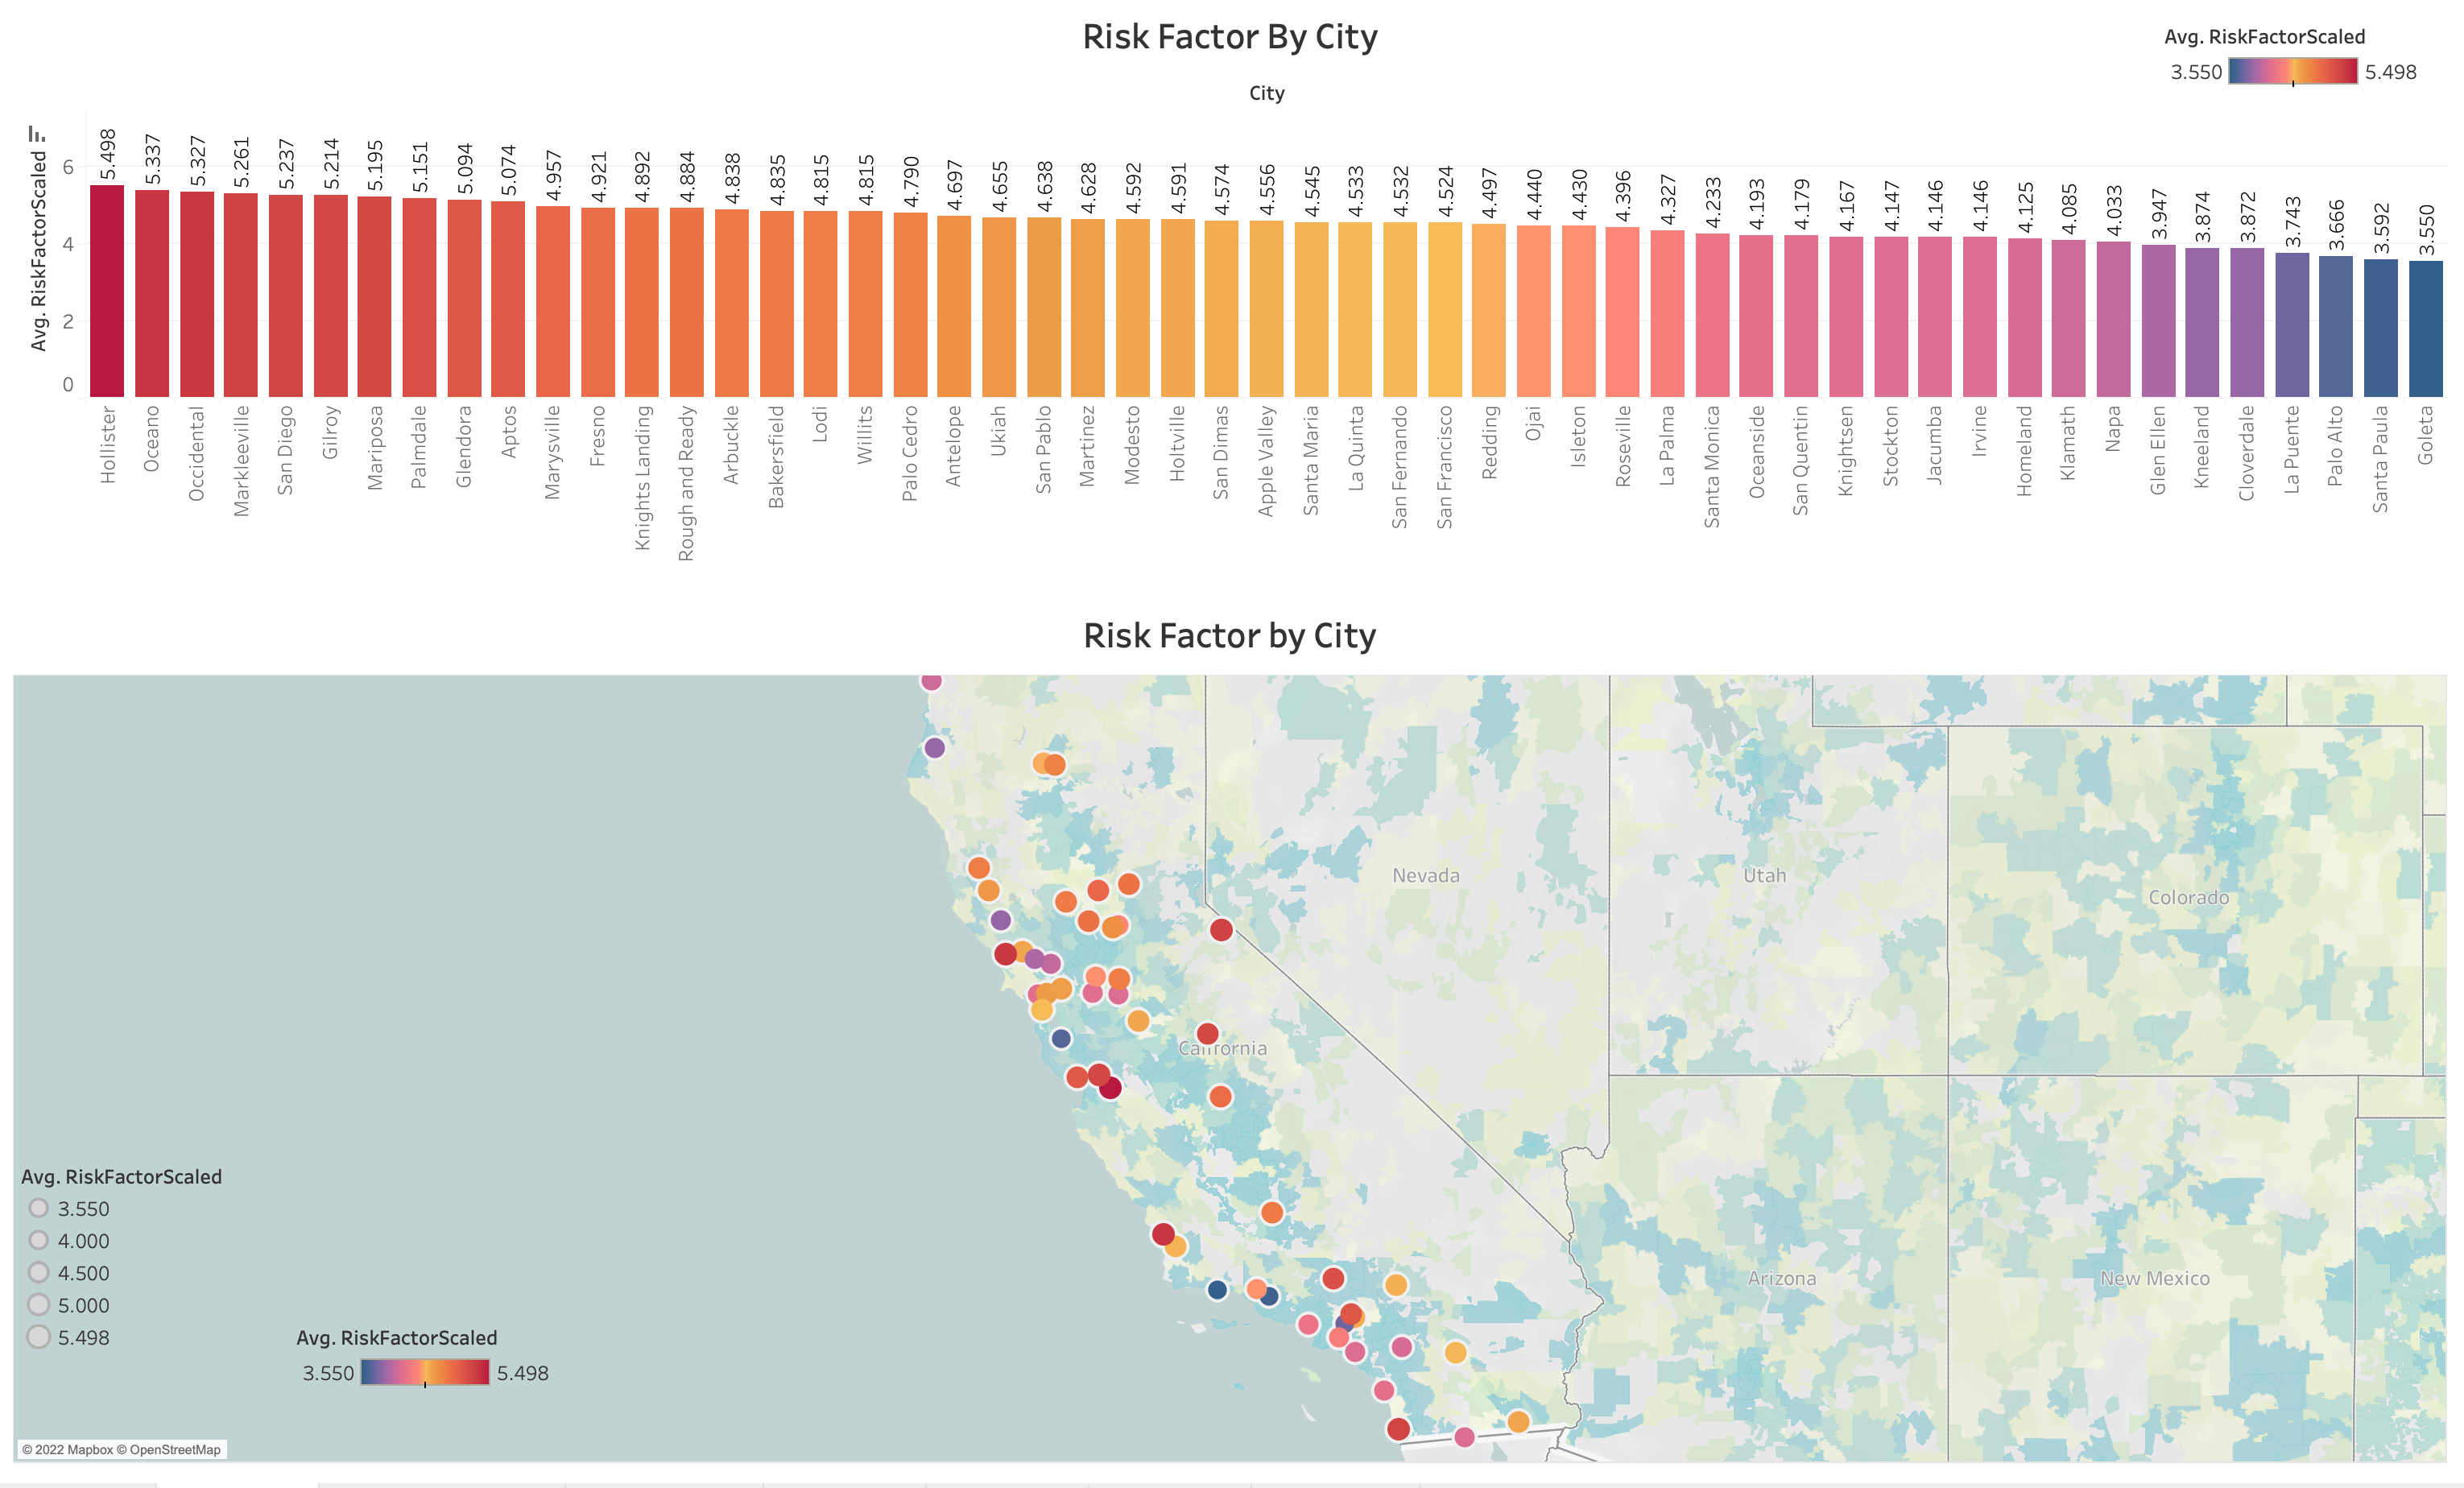 Risk Factor By City
Avg. RiskFactorScaled
3.550 5.498
City
Avg. RiskFactorScaled
6
4
2
0
5.498 5.337 5.327 5.261 5.237 5.214 5.195 5.151 5.094 5.074 4.957 4.921 4.892 4.884 4.838 4.835 4.815 4.815 4.790 4.697 4.655 4.638 4.628 4.592 4.591 4.574 4.556 4.545 4.533 4.532 4.524 4.497 4.440 4.430 4.396 4.327 4.233 4.193 4.179 4.167 4.147 4.146 4.146 4.125 4.085 4.033 3.947 3.874 3.872 3.743 3.666 3.592 3.550
Hollister
Oceano
Occidental
Markleeville
San Diego
Gilroy
Mariposa
Palmdale
Glendora
Aptos
Marysville
Fresno
Knights Landing
Rough and Ready
Arbuckle
Bakersfield
Lodi
Willits
Palo Cedro
Antelope
Ukiah
San Pablo
Martinez
Modesto
Holtville
San Dimas
Apple Valley
Santa Maria
La Quinta
San Fernando
San Francisco
Redding
Ojai
Isleton
Roseville
La Palma
Santa Monica
Oceanside
San Quentin
Knightsen
Stockton
Jacumba
Irvine
Homeland
Klamath
Napa
Glen Ellen
Kneeland
Cloverdale
La Puente
Palo Alto
Santa Paula
Goleta
Risk Factor by City
Nevada
Utah
Colorado
California
Arizona
New Mexico
Avg. RiskFactorScaled
3.550
4.000
4.500
5.000
5.498
Avg. RiskFactorScaled
3.550 5.498
© 2022 Mapbox © OpenStreetMap